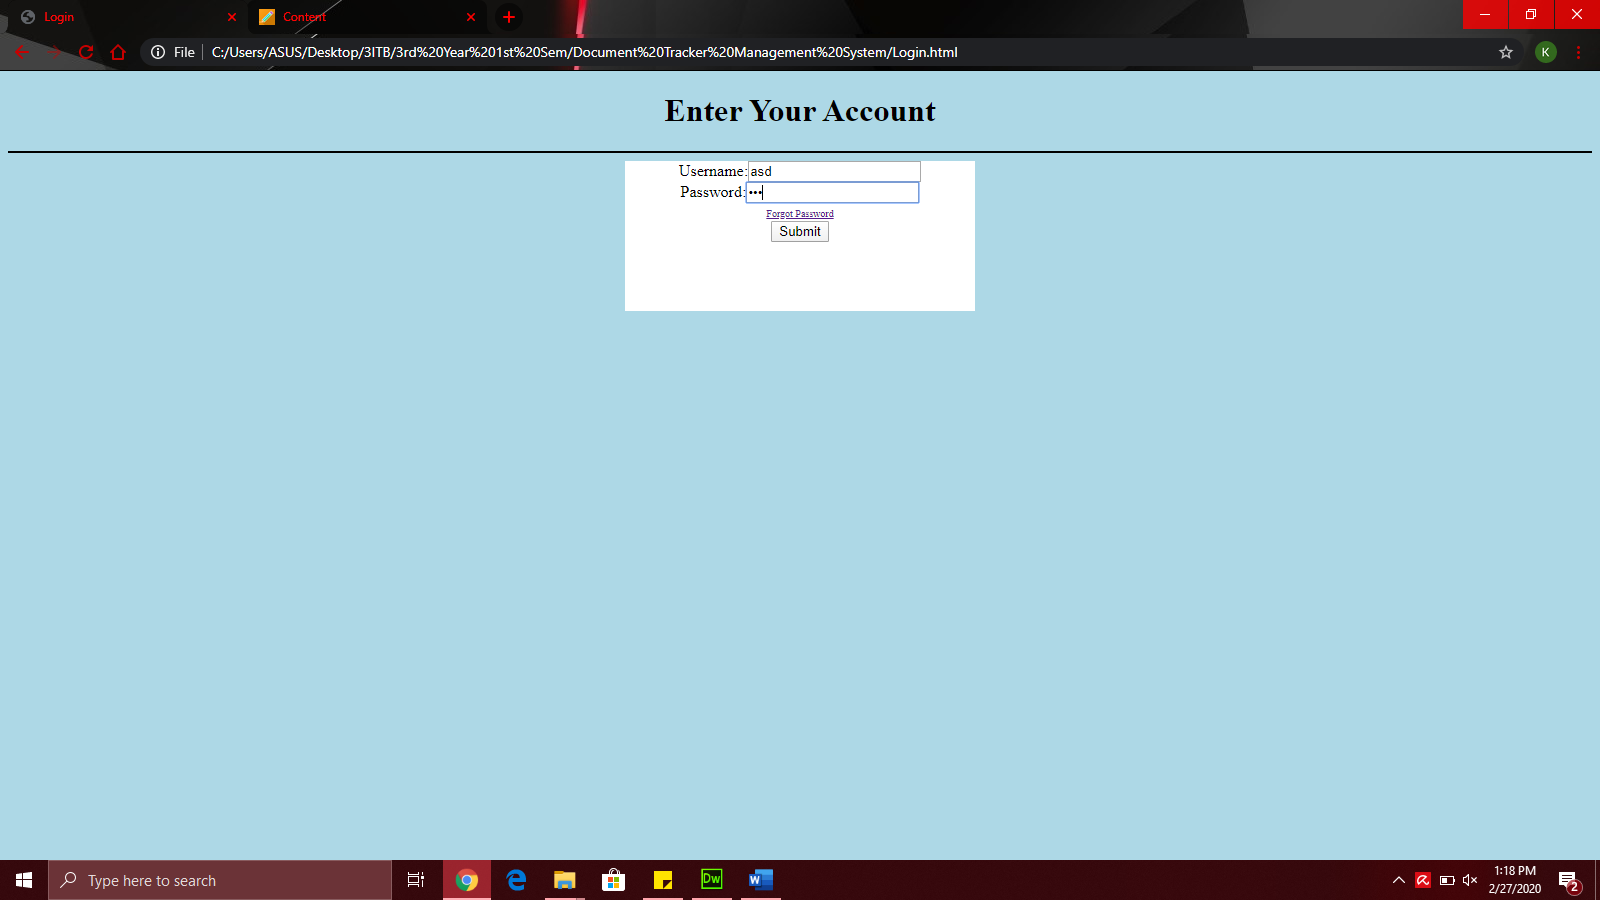 Login
Content
File
C:/Users/ASUS/Desktop/3ITB/3rd%20Year%201st%20Sem/Document%20Tracker%20Management%20System/Login.html
K
Enter Your Account
Username: asd
Password: •••
Forgot Password
Submit
Type here to search
Dw
W
1:18 PM
2/27/2020
2